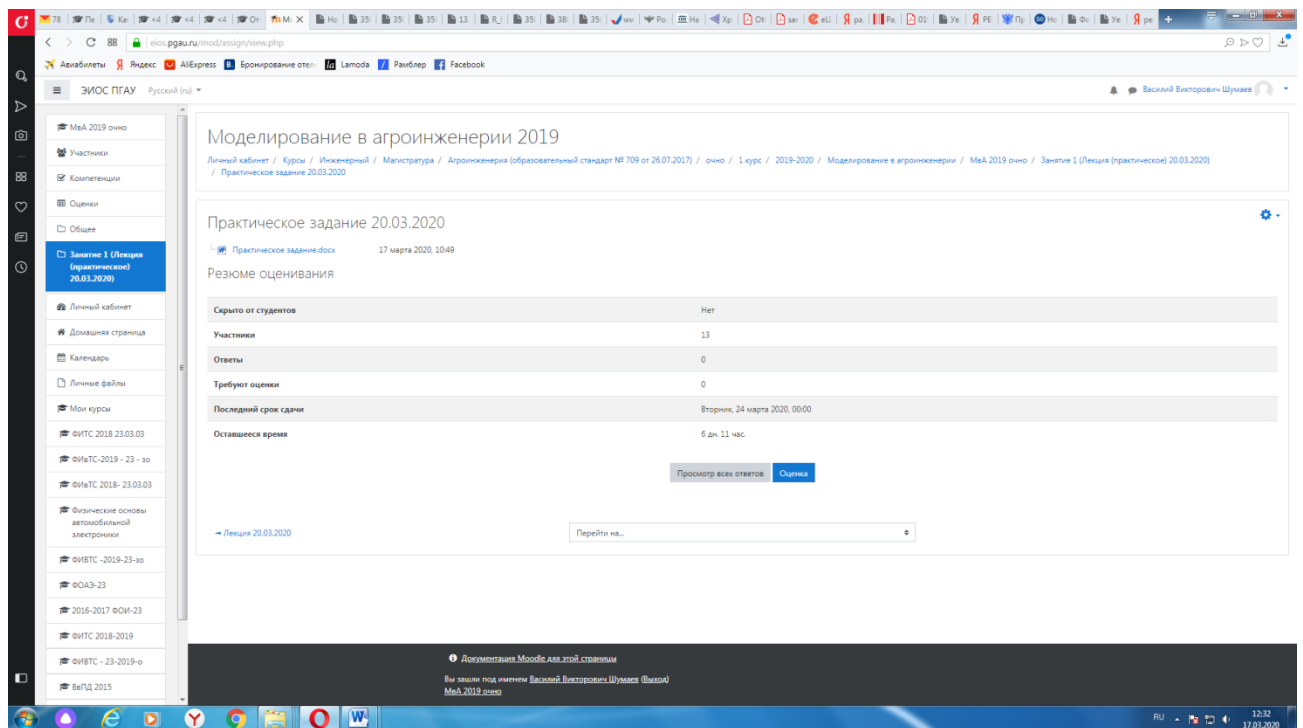 eios.pgau.ru/mod/assign/view.php
Авиабилеты Яндекс AliExpress Бронирование отел Lamoda Рамблер Facebook
ЭИОС ПГАУ Русский (ru) Василий Викторович Шумаев
МвА 2019 очно
Участники
Компетенции
Оценки
Общее
Занятие 1 (Лекция
(практическое)
20.03.2020)
Личный кабинет
Домашняя страница
Календарь
Личные файлы
Мои курсы
ФИТС 2018 23.03.03
ФИвТС-2019 - 23 - зо
ФИвТС 2018- 23.03.03
Физические основы
автомобильной
электроники
ФИВТС -2019-23-зо
ФОАЭ-23
2016-2017 ФОИ-23
ФИТС 2018-2019
ФИВТС - 23-2019-о
ВвПД 2015
Моделирование в агроинженерии 2019
Личный кабинет / Курсы / Инженерный / Магистратура / Агроинженерия (образовательный стандарт № 709 от 26.07.2017) / очно / 1 курс / 2019-2020 / Моделирование в агроинженерии / МвА 2019 очно / Занятие 1 (Лекция (практическое) 20.03.2020)
/ Практическое задание 20.03.2020
Практическое задание 20.03.2020
Практическое задание.docx 17 марта 2020, 10:49
Резюме оценивания
Скрыто от студентов Нет
Участники 13
Ответы 0
Требуют оценки 0
Последний срок сдачи Вторник, 24 марта 2020, 00:00
Оставшееся время 6 дн. 11 час.
Просмотр всех ответов Оценка
→ Лекция 20.03.2020 Перейти на...
Документация Moodle для этой страницы
Вы зашли под именем Василий Викторович Шумаев (Выход)
МвА 2019 очно
RU 12:32
17.03.2020